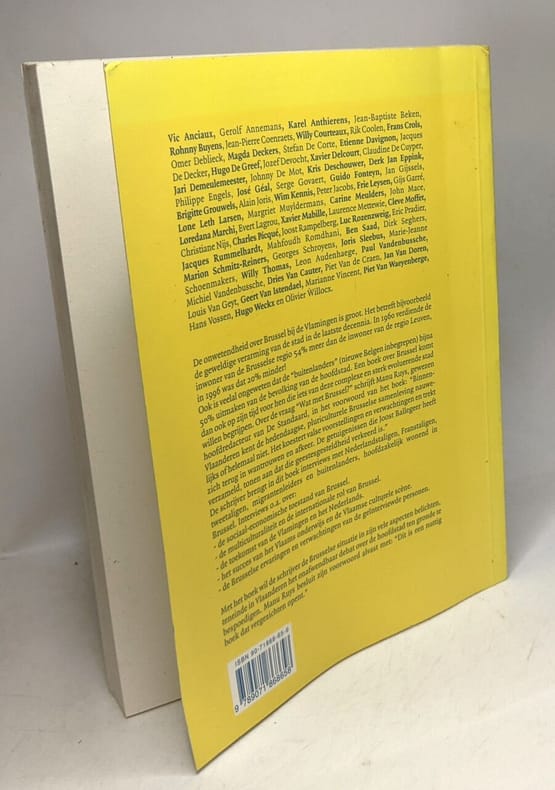 Vic Anciaux, Gerolf Annemans, Karel Anthierens, Jean-Baptiste Beken,
Rohnny Buyens, Jean-Pierre Coenraets, Willy Courteaux, Rik Coolen, Frans Crols,
Omer Deblieck, Magda Deckers, Stefan De Corte, Etienne Davignon, Jacques
De Decker, Hugo De Greef, Jozef Devocht, Xavier Delcourt, Claudine De Cuyper,
Jari Demeulemeester, Johnny De Mot, Kris Deschouwer, Derk Jan Eppink,
Philippe Engels, José Géal, Serge Govaert, Guido Fonteyn, Jan Gijssels,
Brigitte Grouwels, Alain Joris, Wim Kennis, Peter Jacobs, Frie Leysen, Gijs Garré,
Lone Leth Larsen, Margriet Muyldermans, Carine Meulders, John Mace,
Loredana Marchi, Evert Lagrou, Xavier Mabille, Laurence Mettewie, Cleve Moffet,
Christiane Nijs, Charles Picqué, Joost Rampelberg, Luc Rozenzweig, Eric Pradier,
Jacques Rummelhardt, Mahfoudh Romdhani, Ben Saad, Dirk Seghers,
Marion Schmitz-Reiners, Georges Schroyens, Joris Sleebus, Marie-Jeanne
Schoenmakers, Willy Thomas, Leon Audenhaege, Paul Vandenbussche,
Michiel Vandenbussche, Dries Van Cauter, Piet Van de Craen, Jan Van Doren,
Louis Van Geyt, Geert Van Istendael, Marianne Vincent, Piet Van Waeyenberge,
Hans Vossen, Hugo Weckx en Olivier Willocx.
De onwetendheid over Brussel bij de Vlamingen is groot. Het betreft bijvoorbeeld
de geweldige verarming van de stad in de laatste decennia. In 1960 verdiende de
inwoner van de Brusselse regio 54% meer dan de inwoner van de regio Leuven,
in 1996 was dat 20% minder!
Ook is veelal ongeweten dat de "buitenlanders" (nieuwe Belgen inbegrepen) bijna
50% uitmaken van de bevolking van de hoofdstad. Een boek over Brussel komt
dan ook op zijn tijd voor hen die iets van deze complexe en sterk evoluerende stad
willen begrijpen. Over de vraag "Wat met Brussel?" schrijft Manu Ruys, gewezen
hoofdredacteur van De Standaard, in het voorwoord van het boek: "Binnen-
Vlaanderen kent de hedendaagse, pluriculturele Brusselse samenleving nauwe-
lijks of helemaal niet. Het koestert valse voorstellingen en verwachtingen en trekt
zich terug in wantrouwen en afkeer. De getuigenissen die Joost Ballegeer heeft
verzameld, tonen aan dat die geestesgesteldheid verkeerd is."
De schrijver brengt in dit boek interviews met Nederlandstaligen, Franstaligen,
tweetaligen, migrantenleiders en buitenlanders, hoofdzakelijk wonend in
Brussel. Interviews o.a. over:
- de sociaal-economische toestand van Brussel.
- de multiculturaliteit en de internationale rol van Brussel.
- de toekomst van de Vlamingen en het Nederlands.
- het succes van het Vlaams onderwijs en de Vlaamse culturele scène.
- de Brusselse ervaringen en verwachtingen van de geïnterviewde personen.
Met het boek wil de schrijver de Brusselse situatie in zijn vele aspecten belichten,
teneinde in Vlaanderen het onafwendbaar debat over de hoofdstad ten gronde te
bespoedigen. Manu Ruys besluit zijn voorwoord alvast met: "Dit is een nuttig
boek dat vergezichten opent."
ISBN 90-71868-65-8
9 789071 868658